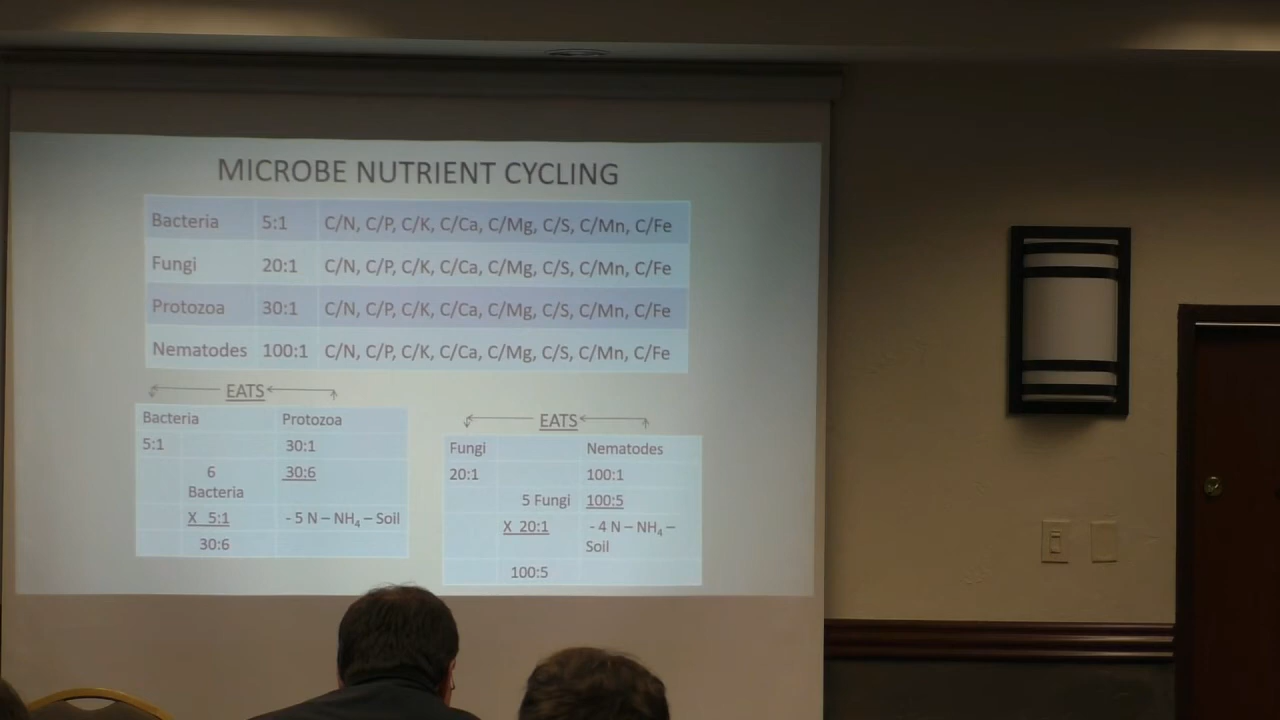 MICROBE NUTRIENT CYCLING
Bacteria 5:1 C/N, C/P, C/K, C/Ca, C/Mg, C/S, C/Mn, C/Fe
Fungi 20:1 C/N, C/P, C/K, C/Ca, C/Mg, C/S, C/Mn, C/Fe
Protozoa 30:1 C/N, C/P, C/K, C/Ca, C/Mg, C/S, C/Mn, C/Fe
Nematodes 100:1 C/N, C/P, C/K, C/Ca, C/Mg, C/S, C/Mn, C/Fe
EATS
Bacteria Protozoa
5:1 30:1
6 30:6
Bacteria
X 5:1 - 5 N – NH₄ – Soil
30:6
EATS
Fungi Nematodes
20:1 100:1
5 Fungi 100:5
X 20:1 - 4 N – NH₄ –
Soil
100:5